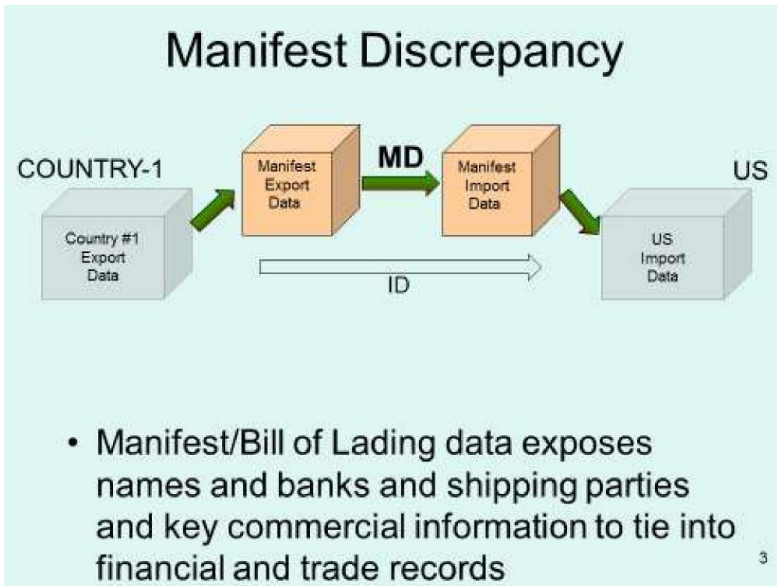 Manifest Discrepancy
COUNTRY-1
Manifest
Export
Data
MD
Manifest
Import
Data
US
Country #1
Export
Data
US
Import
Data
ID
• Manifest/Bill of Lading data exposes
names and banks and shipping parties
and key commercial information to tie into
financial and trade records
3